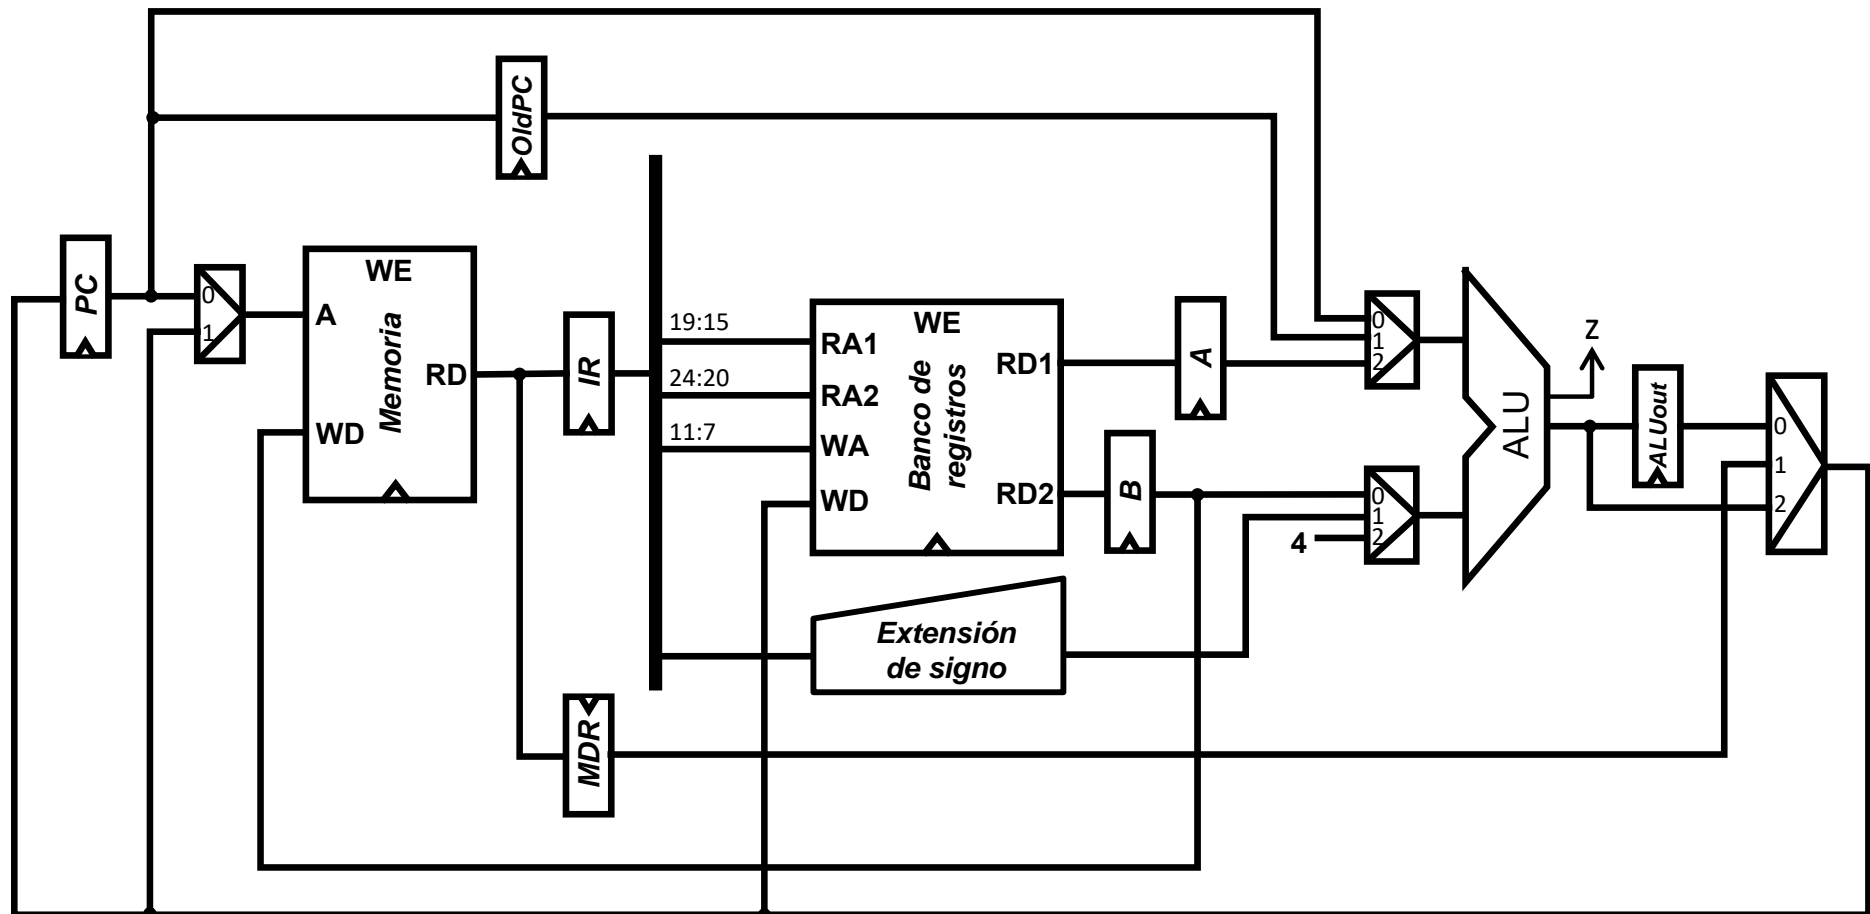 OldPC
PC
0
1
WE
A
Memoria
RD
WD
IR
19:15
24:20
11:7
WE
RA1
RA2
WA
WD
Banco de
registros
RD1
RD2
A
B
Extensión
de signo
MDR
0
1
2
0
1
2
4
ALU
Z
ALUout
0
1
2